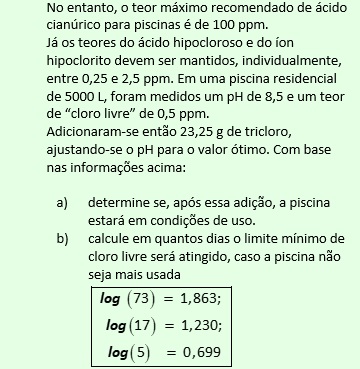 No entanto, o teor máximo recomendado de ácido
cianúrico para piscinas é de 100 ppm.
Já os teores do ácido hipocloroso e do íon
hipoclorito devem ser mantidos, individualmente,
entre 0,25 e 2,5 ppm. Em uma piscina residencial
de 5000 L, foram medidos um pH de 8,5 e um teor
de “cloro livre” de 0,5 ppm.
Adicionaram-se então 23,25 g de tricloro,
ajustando-se o pH para o valor ótimo. Com base
nas informações acima:
a) determine se, após essa adição, a piscina
estará em condições de uso.
b) calcule em quantos dias o limite mínimo de
cloro livre será atingido, caso a piscina não
seja mais usada
log (73) = 1,863;
log(17) = 1,230;
log(5) = 0,699